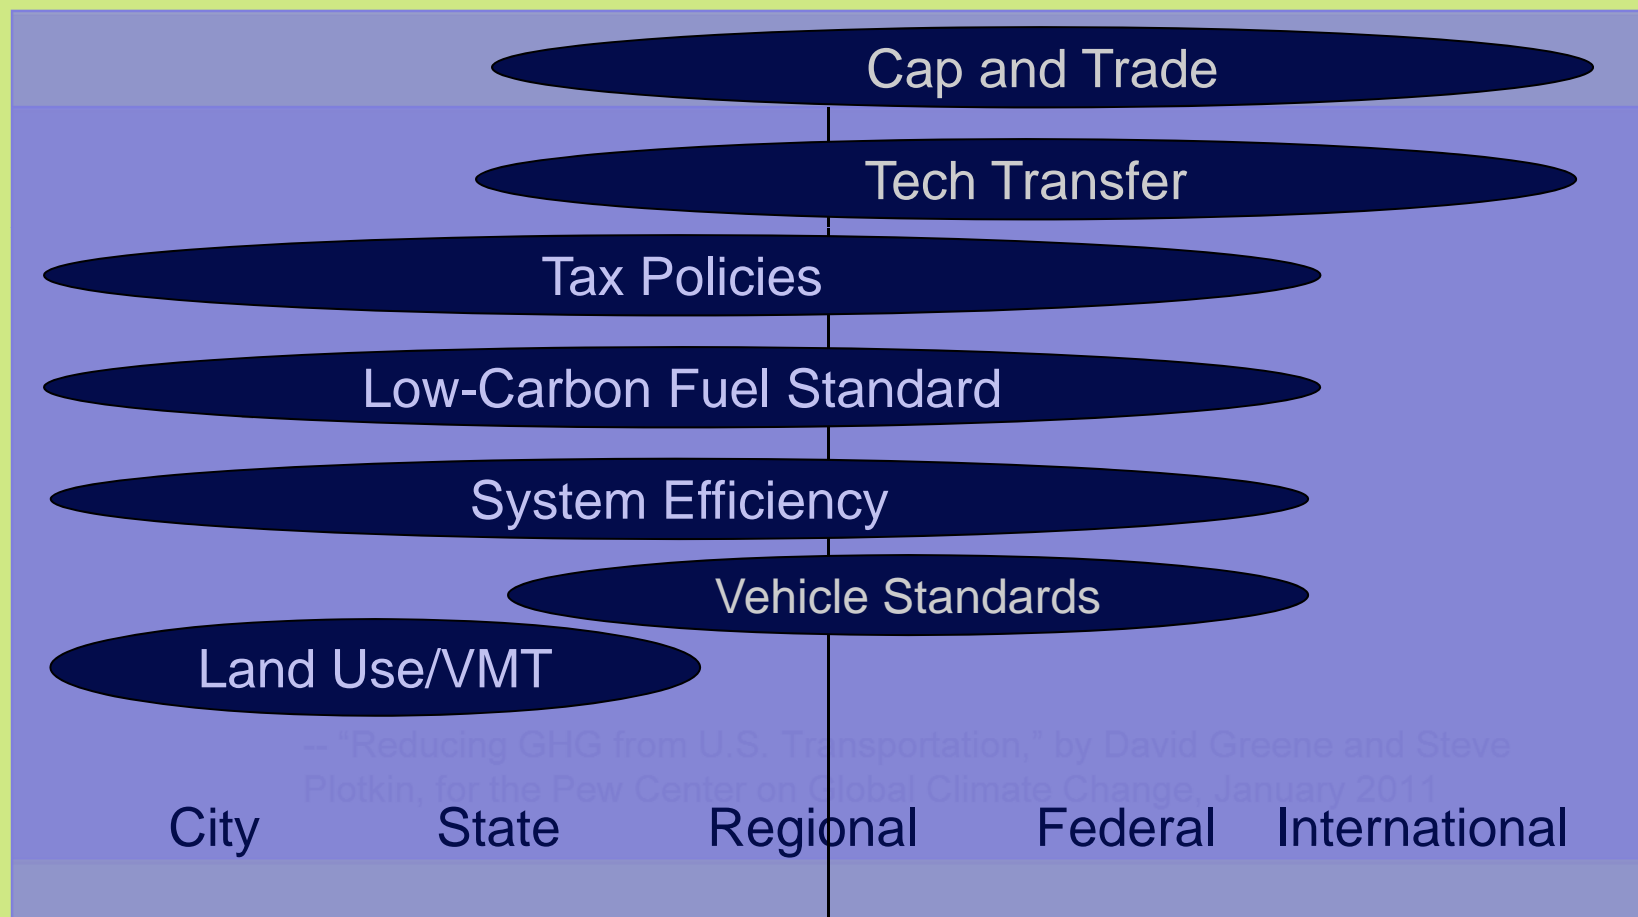 Cap and Trade
Tech Transfer
Tax Policies
Low-Carbon Fuel Standard
System Efficiency
Vehicle Standards
Land Use/VMT
-- “Reducing GHG from U.S. Transportation,” by David Greene and Steve
Plotkin, for the Pew Center on Global Climate Change, January 2011
City State Regional Federal International